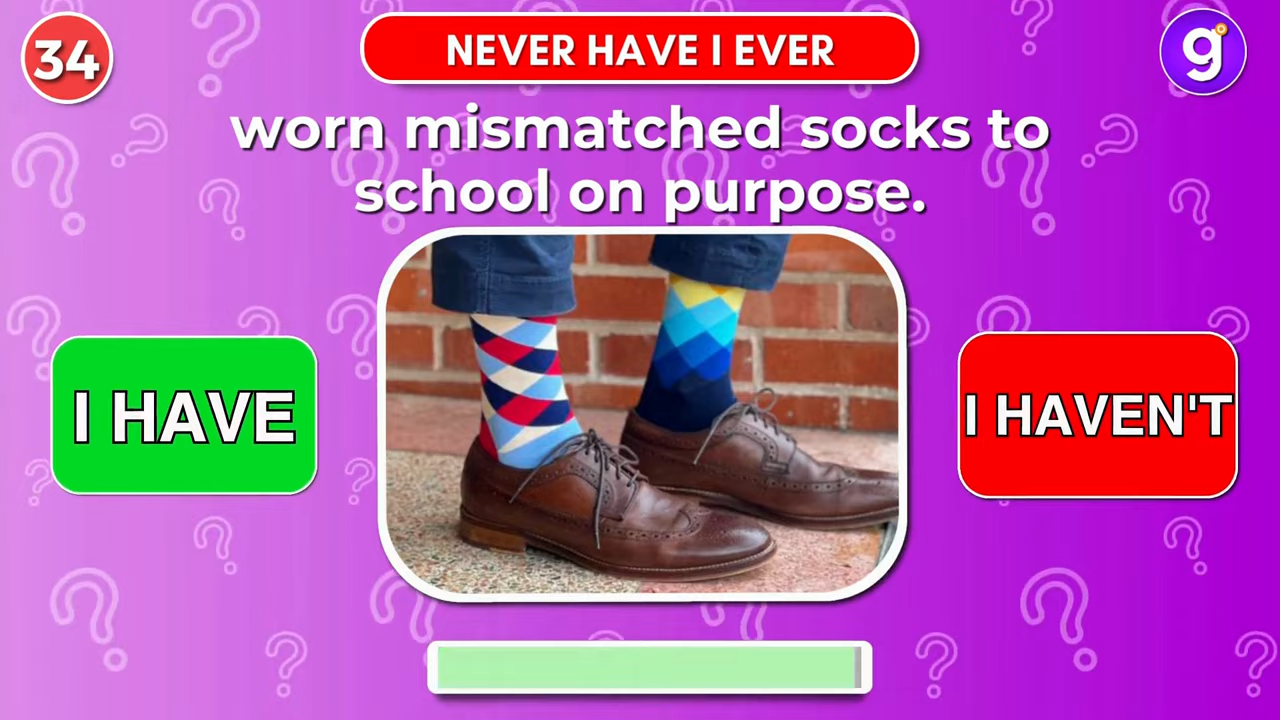 34
NEVER HAVE I EVER
g
worn mismatched socks to
school on purpose.
I HAVE
I HAVEN'T